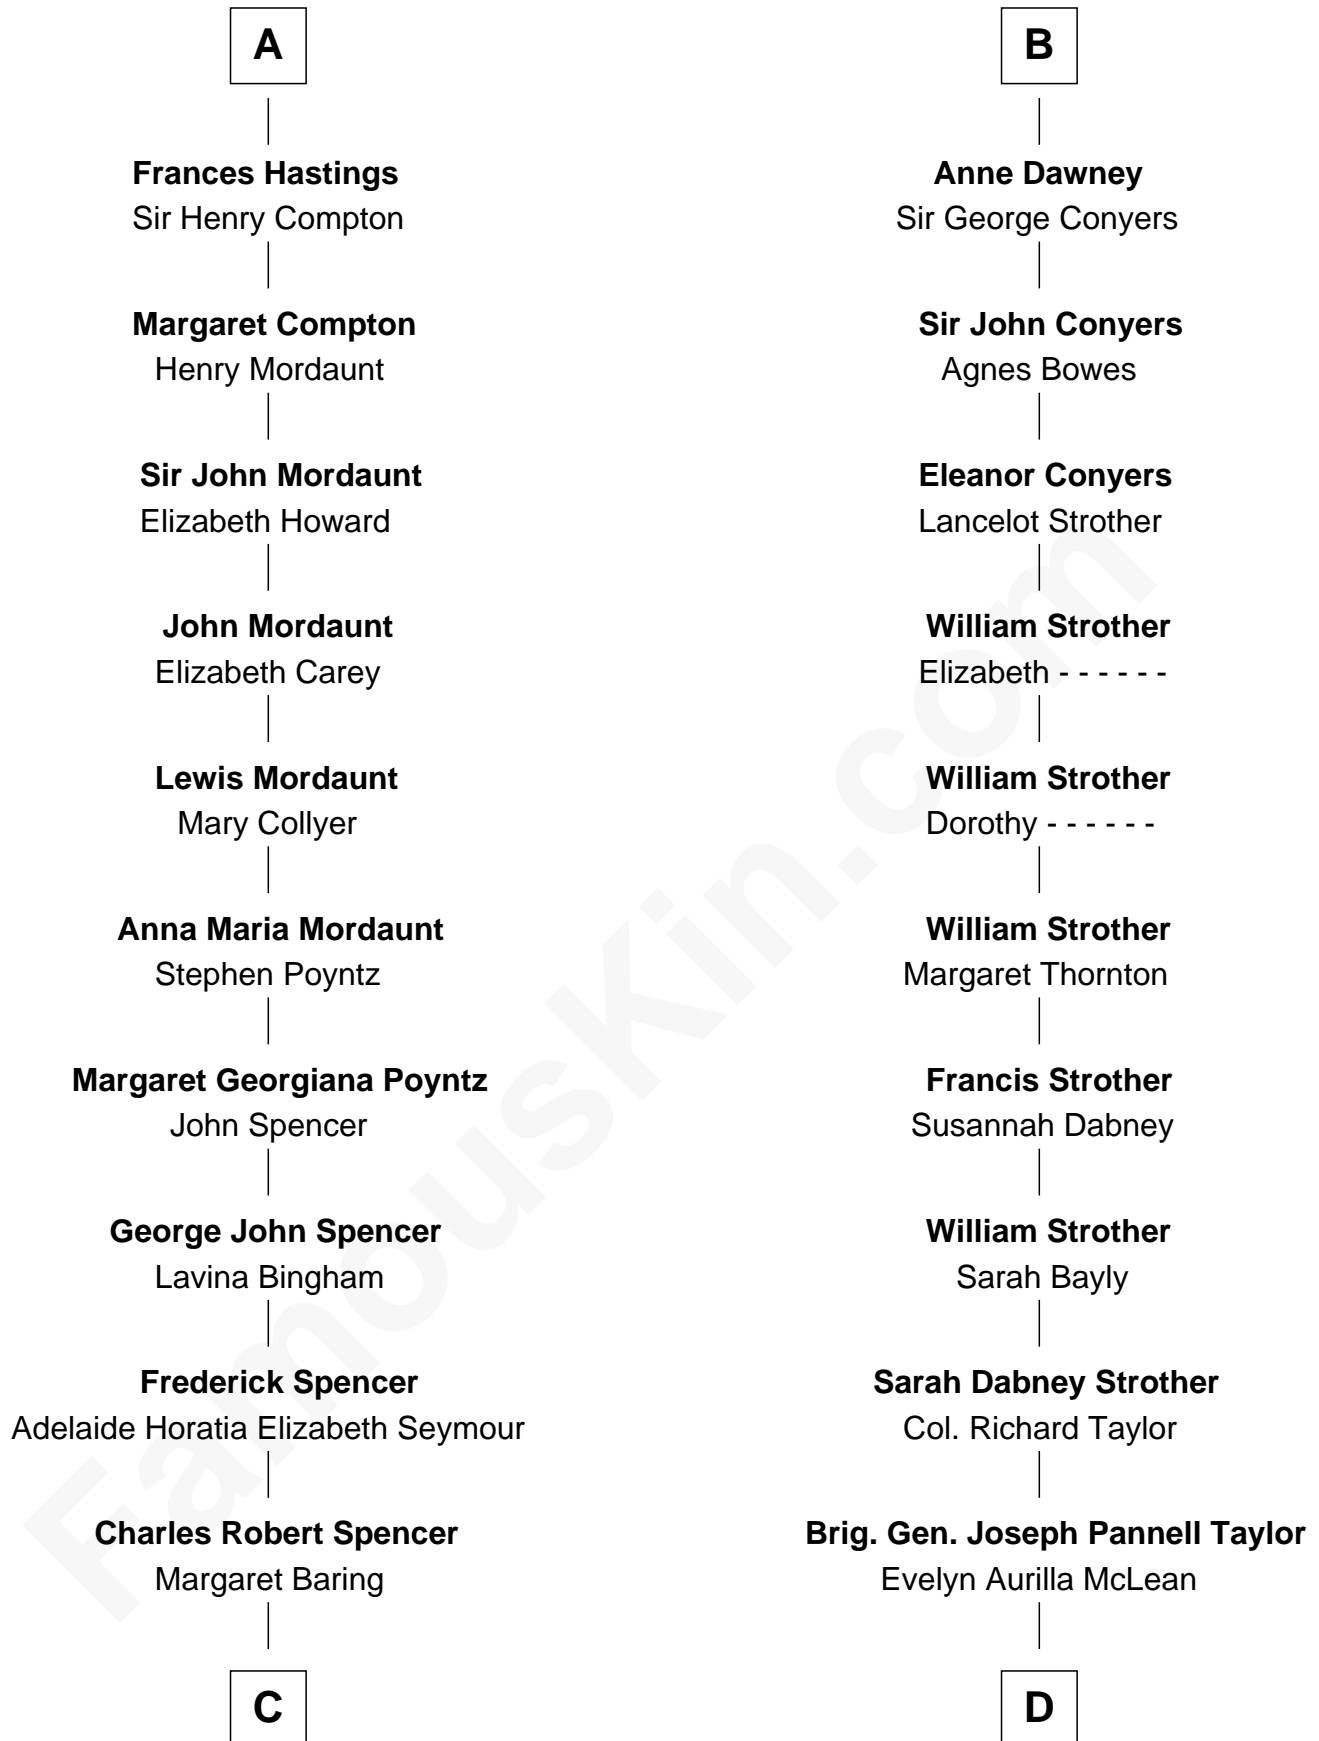 A
Frances Hastings
Sir Henry Compton
Margaret Compton
Henry Mordaunt
Sir John Mordaunt
Elizabeth Howard
John Mordaunt
Elizabeth Carey
Lewis Mordaunt
Mary Collyer
Anna Maria Mordaunt
Stephen Poyntz
Margaret Georgiana Poyntz
John Spencer
George John Spencer
Lavina Bingham
Frederick Spencer
Adelaide Horatia Elizabeth Seymour
Charles Robert Spencer
Margaret Baring
C
B
Anne Dawney
Sir George Conyers
Sir John Conyers
Agnes Bowes
Eleanor Conyers
Lancelot Strother
William Strother
Elizabeth - - - - - -
William Strother
Dorothy - - - - - -
William Strother
Margaret Thornton
Francis Strother
Susannah Dabney
William Strother
Sarah Bayly
Sarah Dabney Strother
Col. Richard Taylor
Brig. Gen. Joseph Pannell Taylor
Evelyn Aurilla McLean
D
FamousKin.com